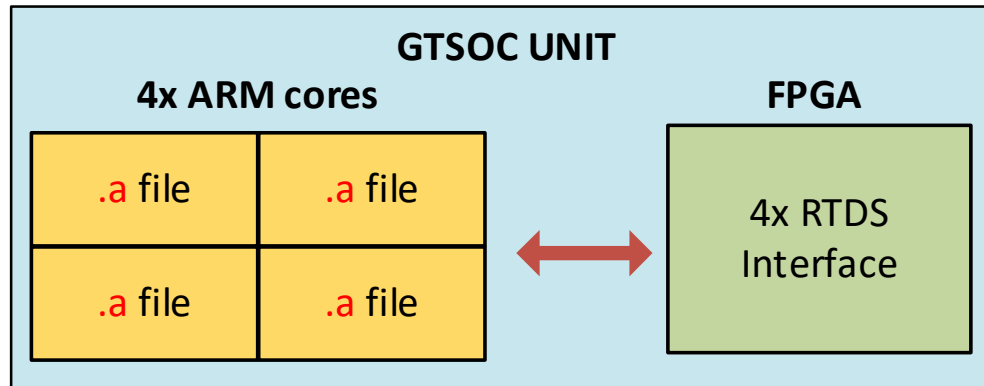 GTSOC UNIT
4x ARM cores
FPGA
.a file
.a file
.a file
.a file
4x RTDS
Interface